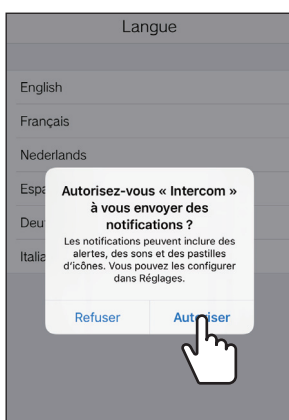 Langue
English
Français
Nederlands
Espa
Autorisez-vous « Intercom »
à vous envoyer des
notifications ?
Deu
Les notifications peuvent inclure des
alertes, des sons et des pastilles
d’icônes. Vous pouvez les configurer
dans Réglages.
Italia
Refuser
Autoriser